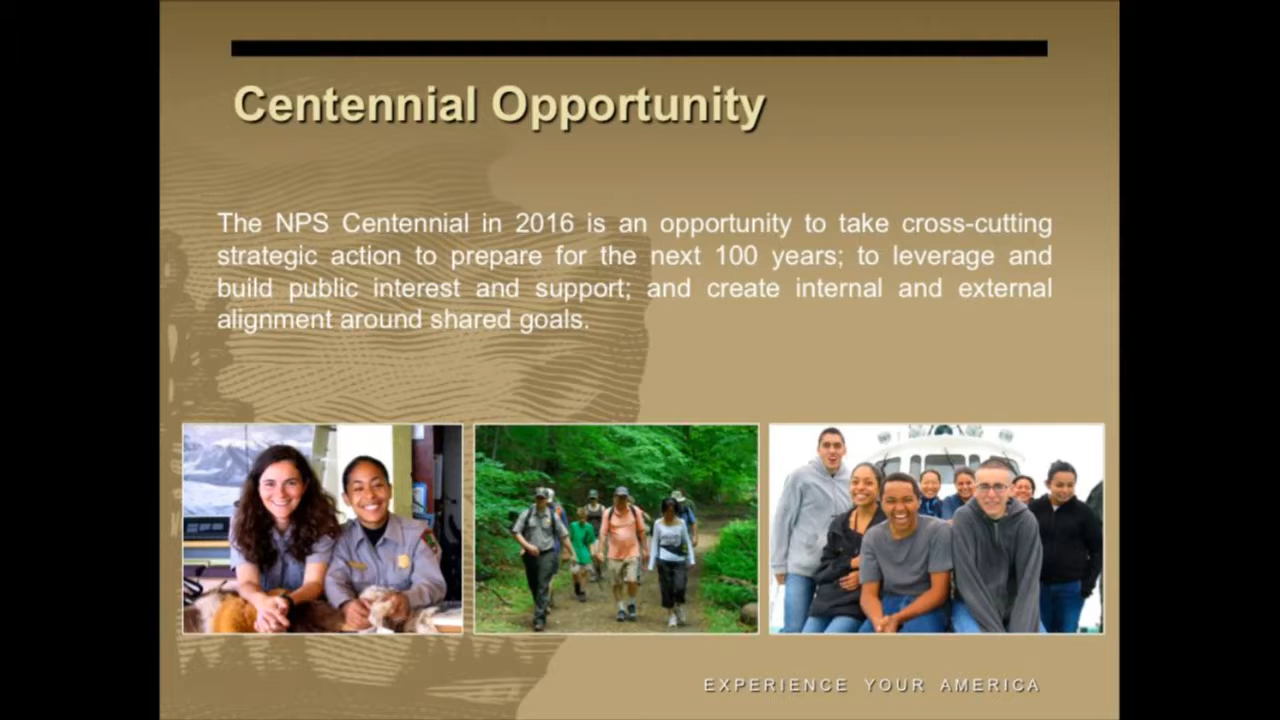 Centennial Opportunity
The NPS Centennial in 2016 is an opportunity to take cross-cutting
strategic action to prepare for the next 100 years; to leverage and
build public interest and support; and create internal and external
alignment around shared goals.
EXPERIENCE YOUR AMERICA